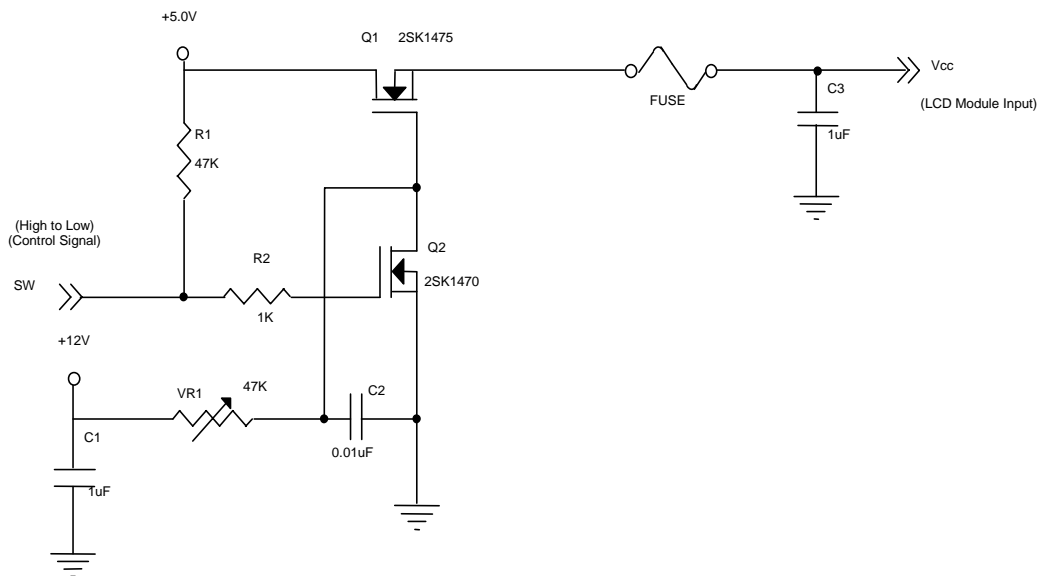 +5.0V
Q1 2SK1475
Vcc
(LCD Module Input)
FUSE
C3
1uF
R1
47K
(High to Low)
(Control Signal)
SW
R2
1K
Q2
2SK1470
+12V
VR1
47K
C2
0.01uF
C1
1uF